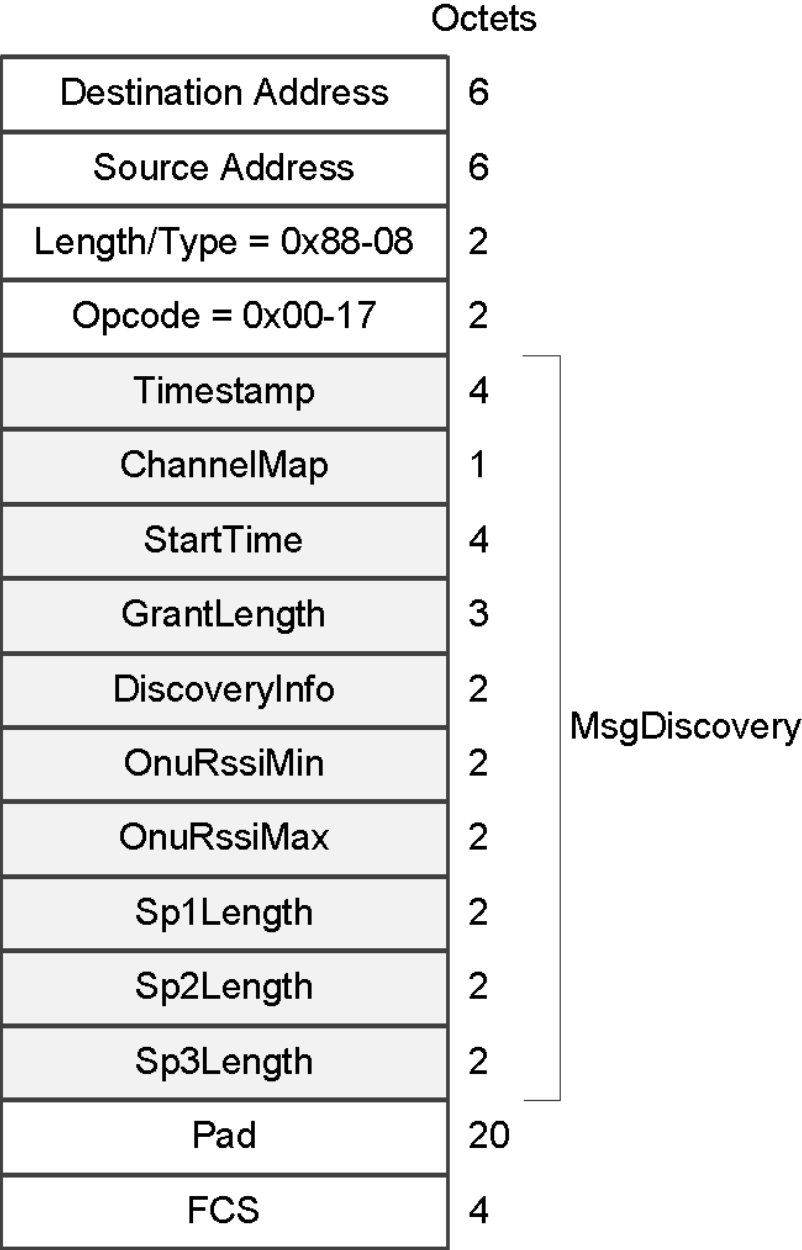 Octets
Destination Address 6
Source Address 6
Length/Type = 0x88-08 2
Opcode = 0x00-17 2
Timestamp 4
ChannelMap 1
StartTime 4
GrantLength 3
DiscoveryInfo 2
MsgDiscovery
OnuRssiMin 2
OnuRssiMax 2
Sp1Length 2
Sp2Length 2
Sp3Length 2
Pad 20
FCS 4